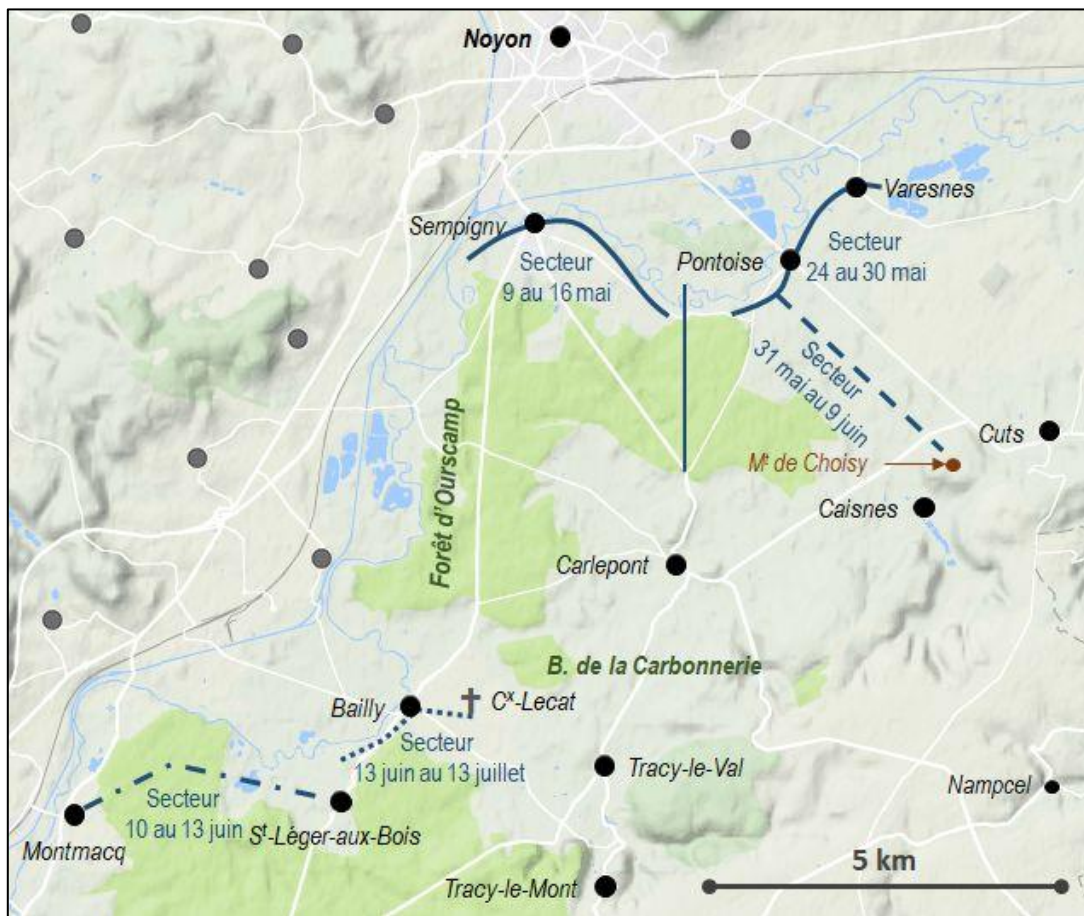 Noyon
Varesnes
Sempigny
Secteur
9 au 16 mai
Pontoise
Secteur
24 au 30 mai
Secteur
31 mai au 9 juin
Forêt d'Ourscamp
Cuts
Mt de Choisy
Caisnes
Carlepont
B. de la Carbonnerie
Bailly
Cx-Lecat
Secteur
13 juin au 13 juillet
Tracy-le-Val
Nampcel
Secteur
10 au 13 juin
St-Léger-aux-Bois
Montmacq
Tracy-le-Mont
5 km